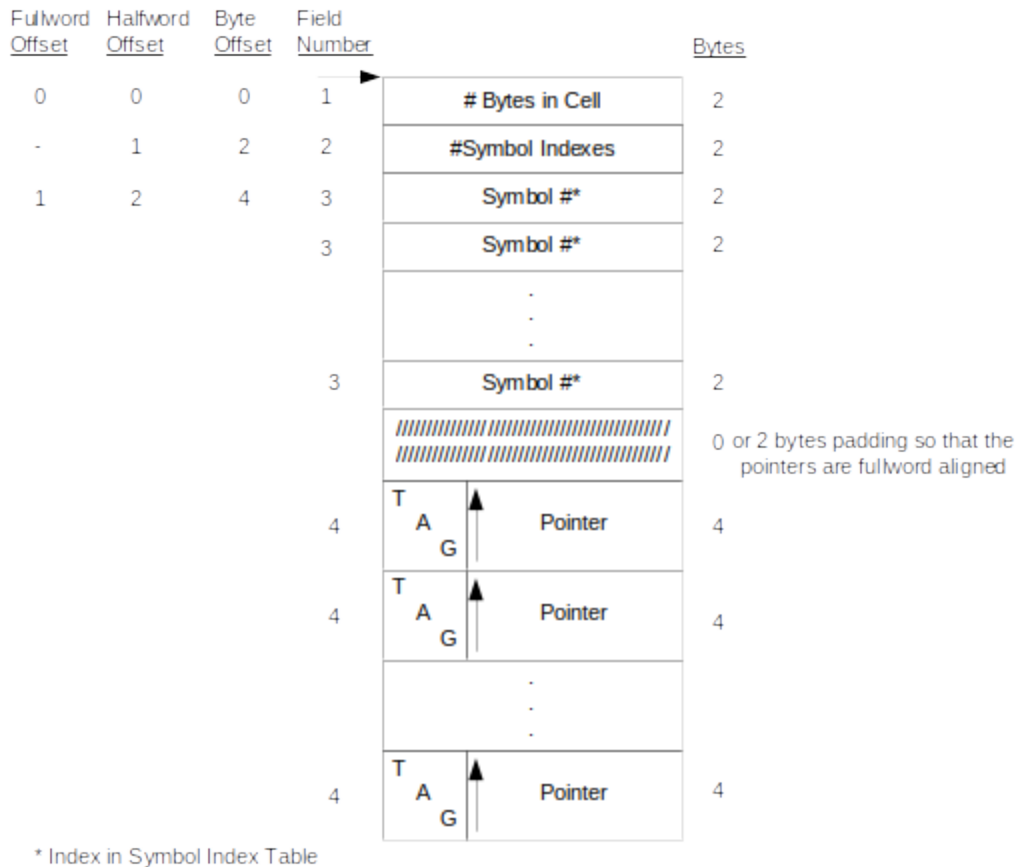 Fullword Halfword Byte Field
Offset Offset Offset Number Bytes
0 0 0 1 # Bytes in Cell 2
- 1 2 2 #Symbol Indexes 2
1 2 4 3 Symbol #* 2
3 Symbol #* 2
.
.
.
3 Symbol #* 2
//////////////////////////////////////////////
//////////////////////////////////////////////
0 or 2 bytes padding so that the
pointers are fullword aligned
4 TAG Pointer 4
4 TAG Pointer 4
.
.
.
4 TAG Pointer 4
* Index in Symbol Index Table